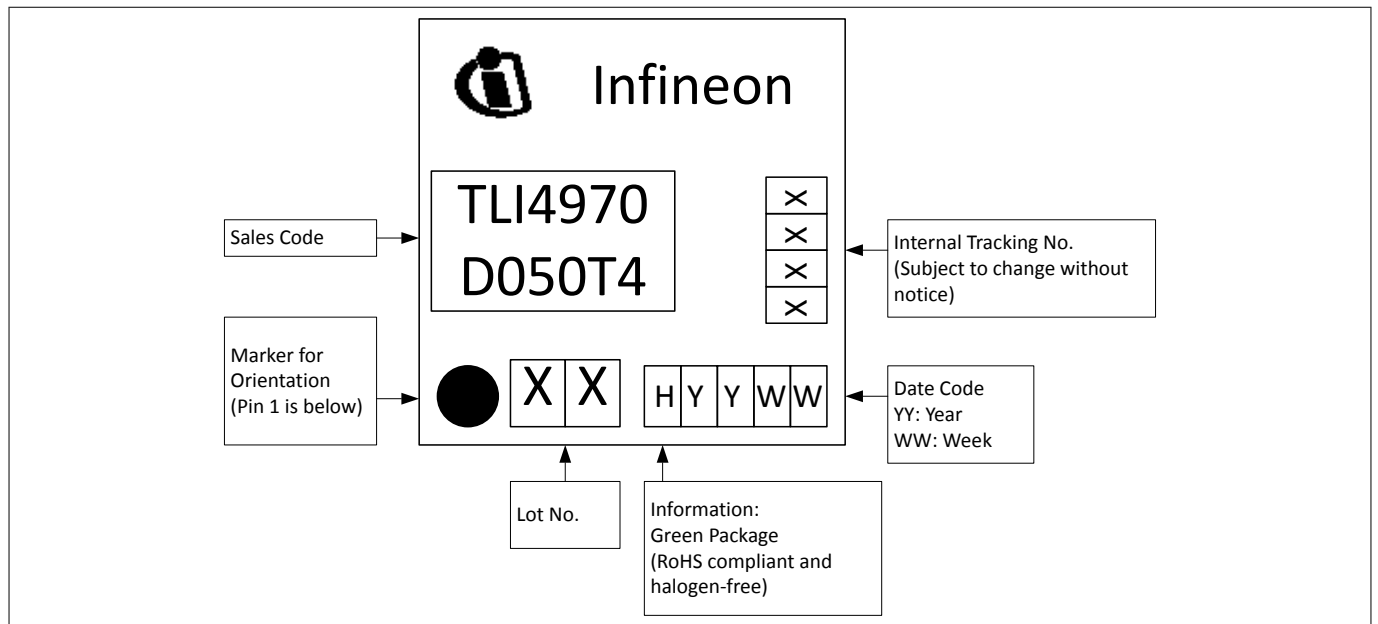 Infineon
TLI4970
D050T4
X
X
X
X
Sales Code
Internal Tracking No.
(Subject to change without
notice)
Marker for
Orientation
(Pin 1 is below)
X X
H Y Y W W
Date Code
YY: Year
WW: Week
Lot No.
Information:
Green Package
(RoHS compliant and
halogen-free)